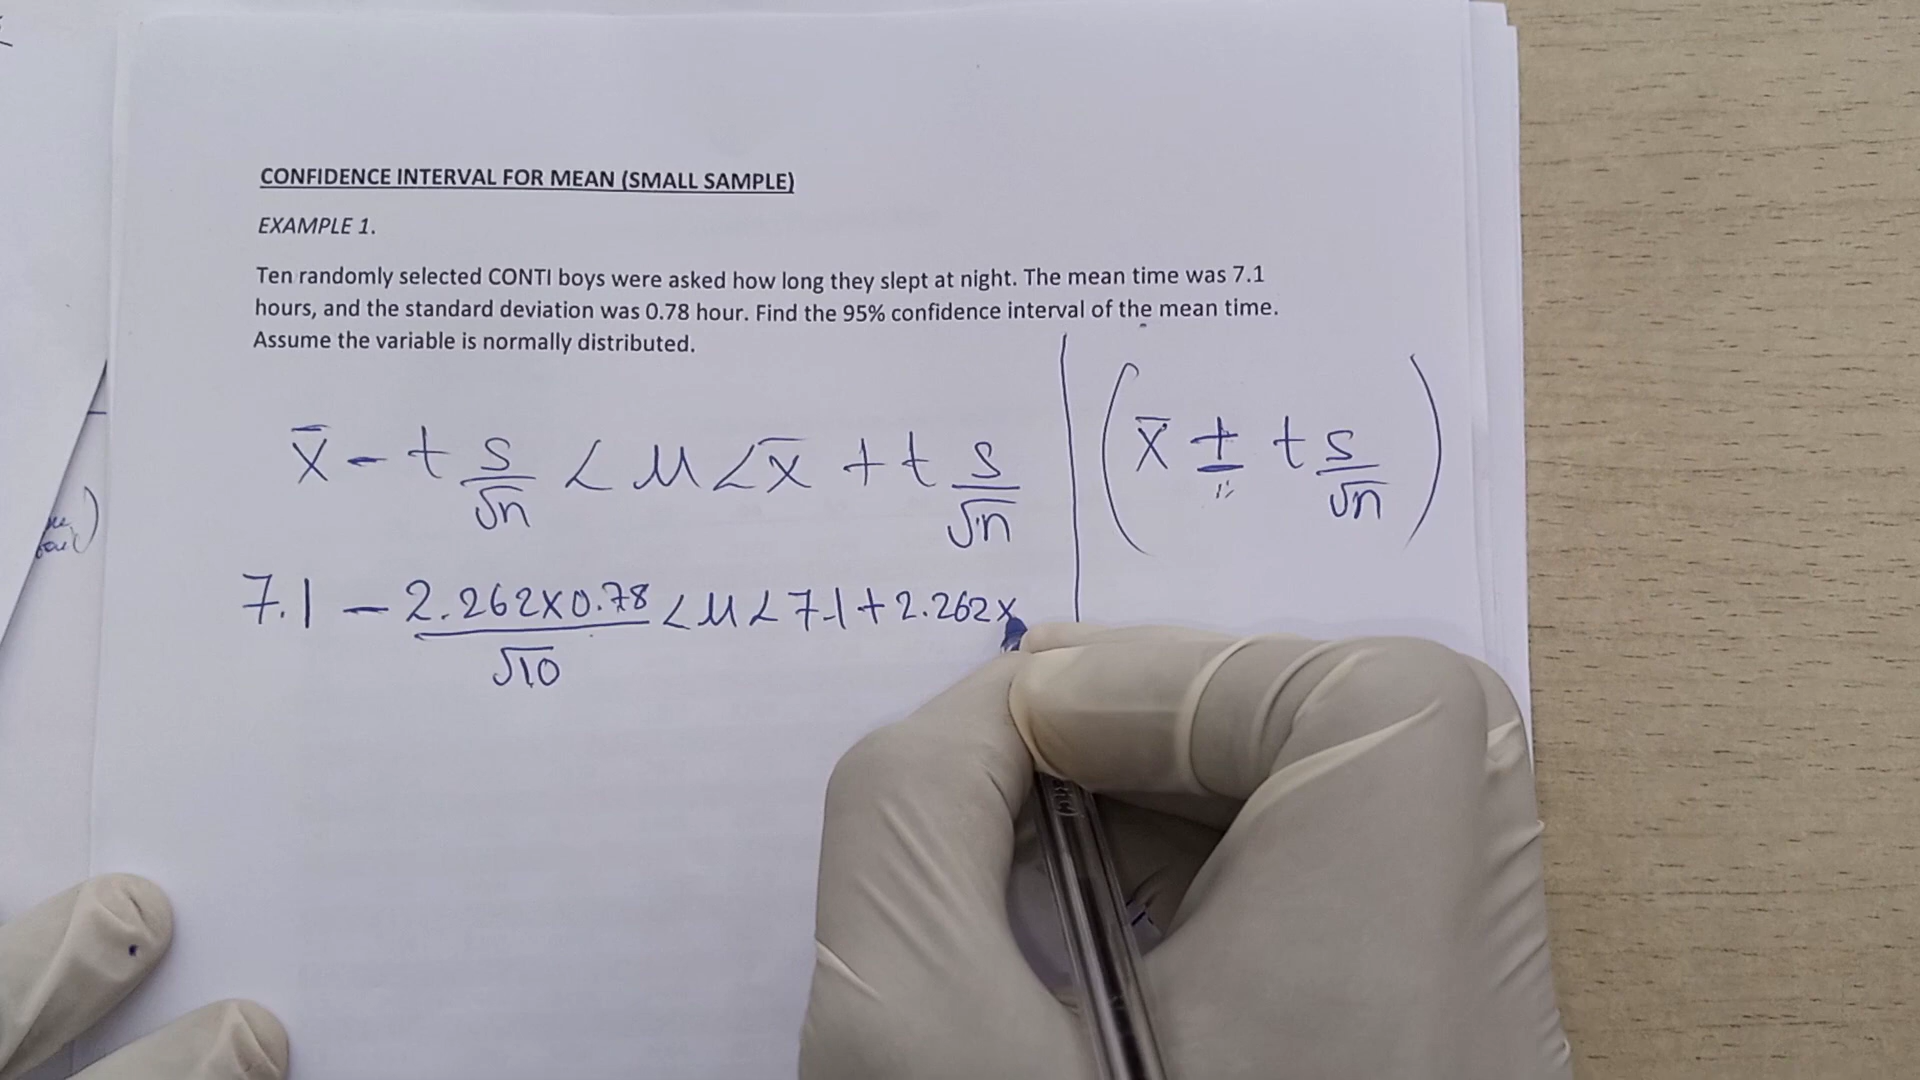 CONFIDENCE INTERVAL FOR MEAN (SMALL SAMPLE)
EXAMPLE 1.
Ten randomly selected CONTI boys were asked how long they slept at night. The mean time was 7.1
hours, and the standard deviation was 0.78 hour. Find the 95% confidence interval of the mean time.
Assume the variable is normally distributed.
x̄ - t s/√n < μ < x̄ + t s/√n
(x̄ ± t s/√n)
7.1 - 2.262×0.78/√10 < μ < 7.1 + 2.262×